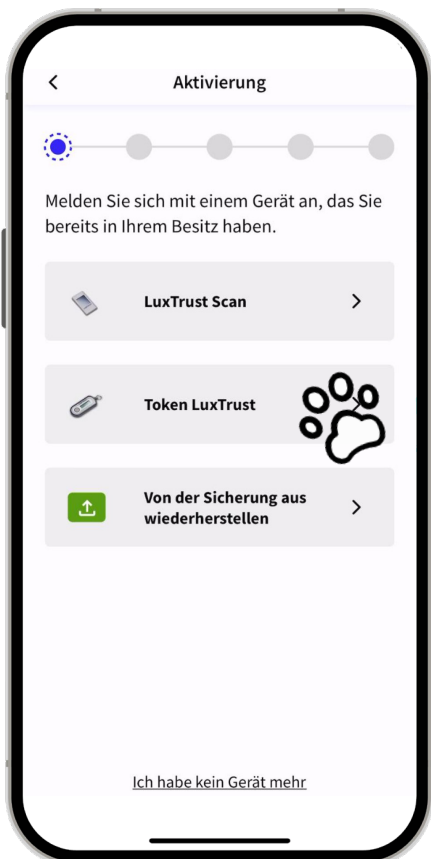 Aktivierung
Melden Sie sich mit einem Gerät an, das Sie
bereits in Ihrem Besitz haben.
LuxTrust Scan
Token LuxTrust
Von der Sicherung aus
wiederherstellen
Ich habe kein Gerät mehr